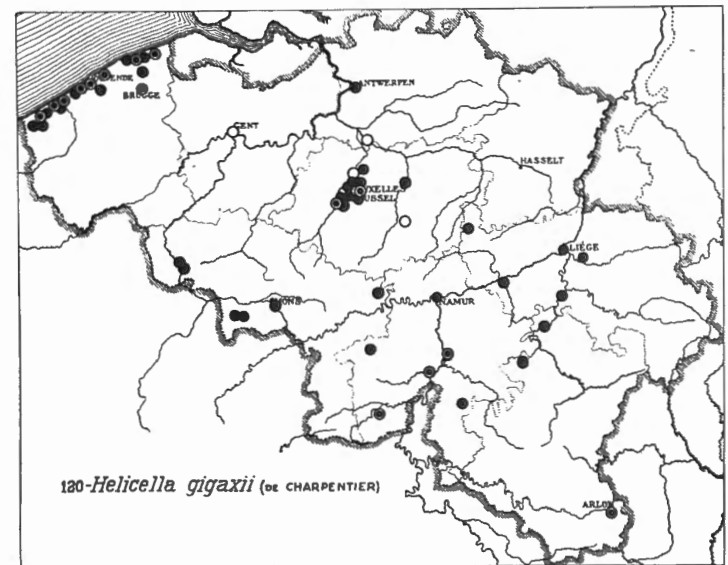 ANTWERPEN
BRUGGE
GENT
HASSELT
LIÈGE
MONS
NAMUR
ARLON
120-Helicella gigaxii (DE CHARPENTIER)